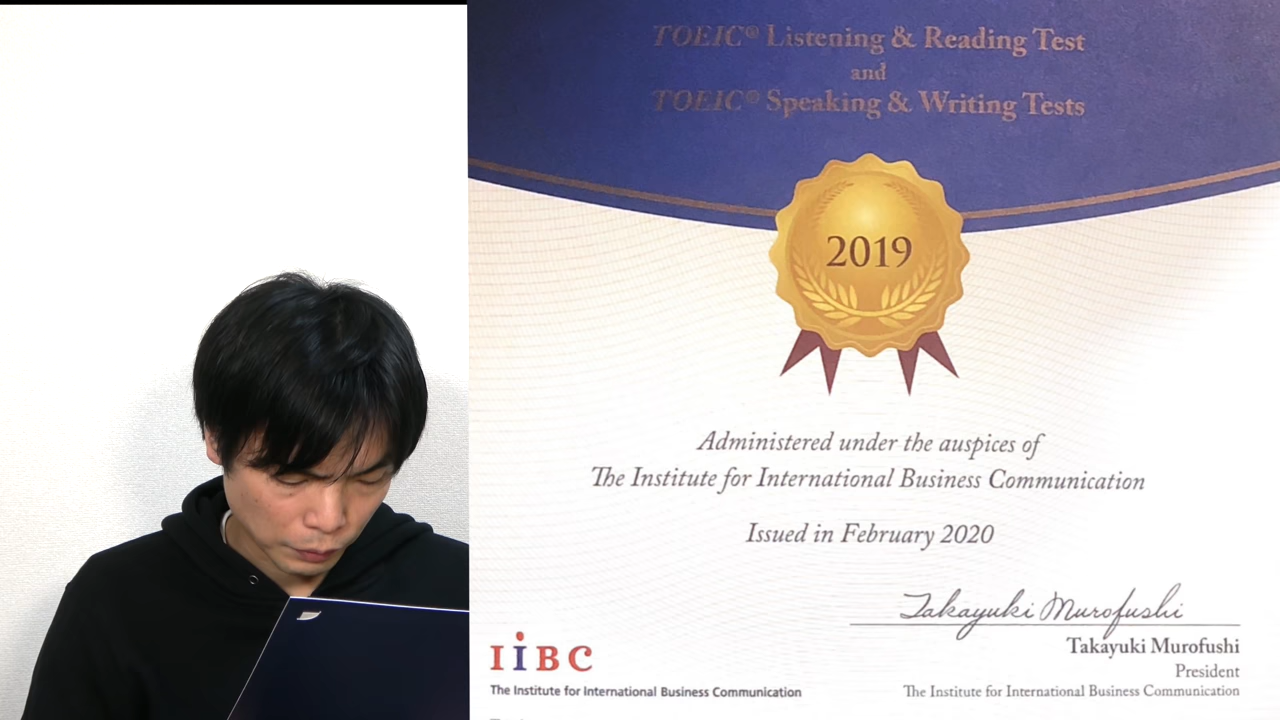 TOEIC® Listening & Reading Test
and
TOEIC® Speaking & Writing Tests
2019
Administered under the auspices of
The Institute for International Business Communication
Issued in February 2020
Takayuki Murofushi
Takayuki Murofushi
President
The Institute for International Business Communication
IIBC
The Institute for International Business Communication